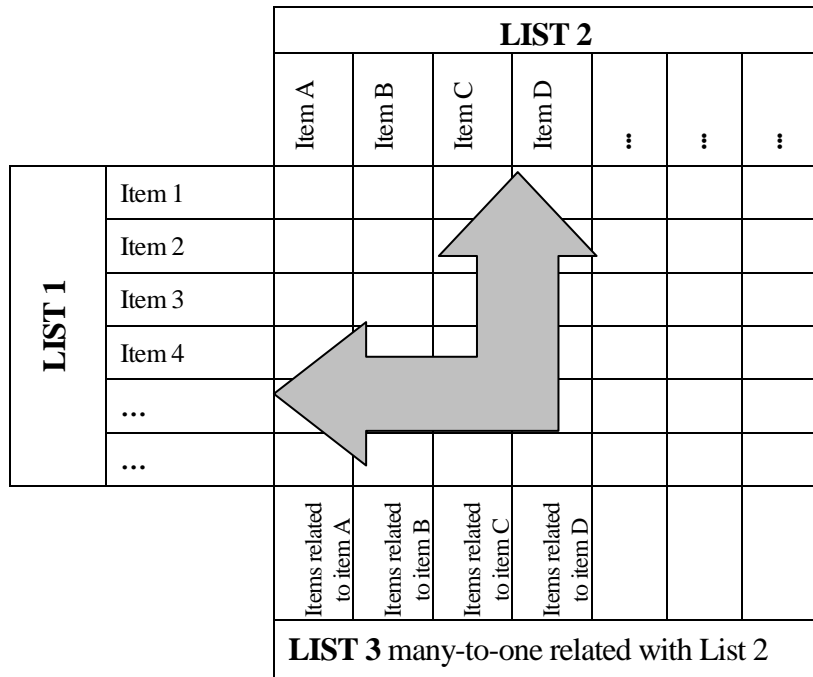 LIST 2
Item A
Item B
Item C
Item D
...
...
...
LIST 1
Item 1
Item 2
Item 3
Item 4
...
...
Items related
to item A
Items related
to item B
Items related
to item C
Items related
to item D
LIST 3 many-to-one related with List 2